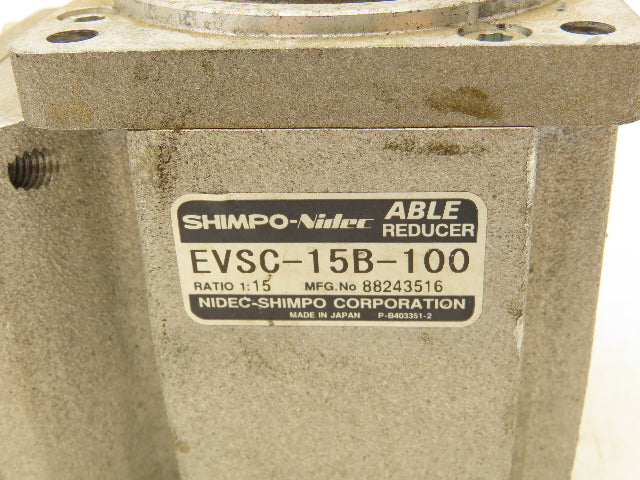 SHIMPO-Nidec ABLE REDUCER
EVSC-15B-100
RATIO 1:15 MFG.No 88243516
NIDEC-SHIMPO CORPORATION
MADE IN JAPAN P-B403351-2